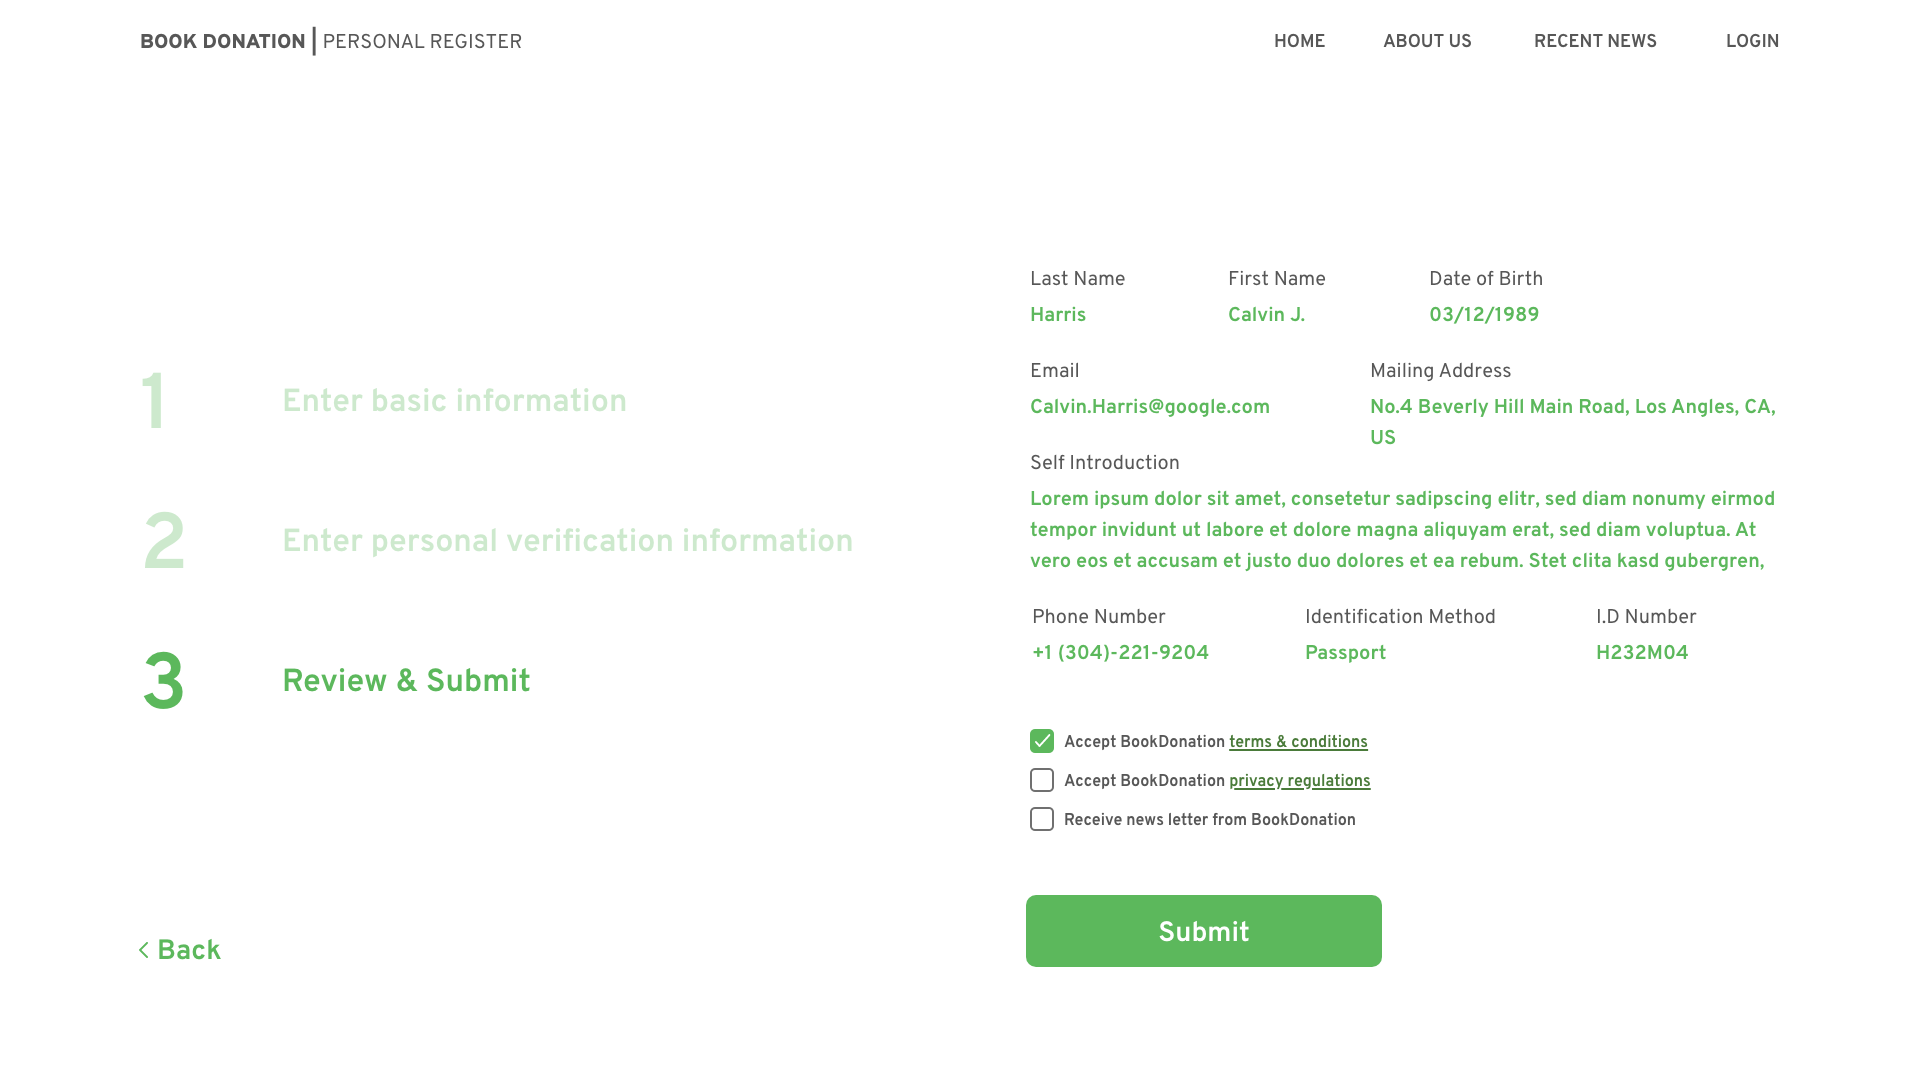 BOOK DONATION | PERSONAL REGISTER
HOME ABOUT US RECENT NEWS LOGIN
1 Enter basic information
2 Enter personal verification information
3 Review & Submit
< Back
Last Name First Name Date of Birth
Harris Calvin J. 03/12/1989
Email Mailing Address
Calvin.Harris@google.com No.4 Beverly Hill Main Road, Los Angles, CA,
US
Self Introduction
Lorem ipsum dolor sit amet, consetetur sadipscing elitr, sed diam nonumy eirmod
tempor invidunt ut labore et dolore magna aliquyam erat, sed diam voluptua. At
vero eos et accusam et justo duo dolores et ea rebum. Stet clita kasd gubergren,
Phone Number Identification Method I.D Number
+1 (304)-221-9204 Passport H232M04
Accept BookDonation terms & conditions
Accept BookDonation privacy regulations
Receive news letter from BookDonation
Submit